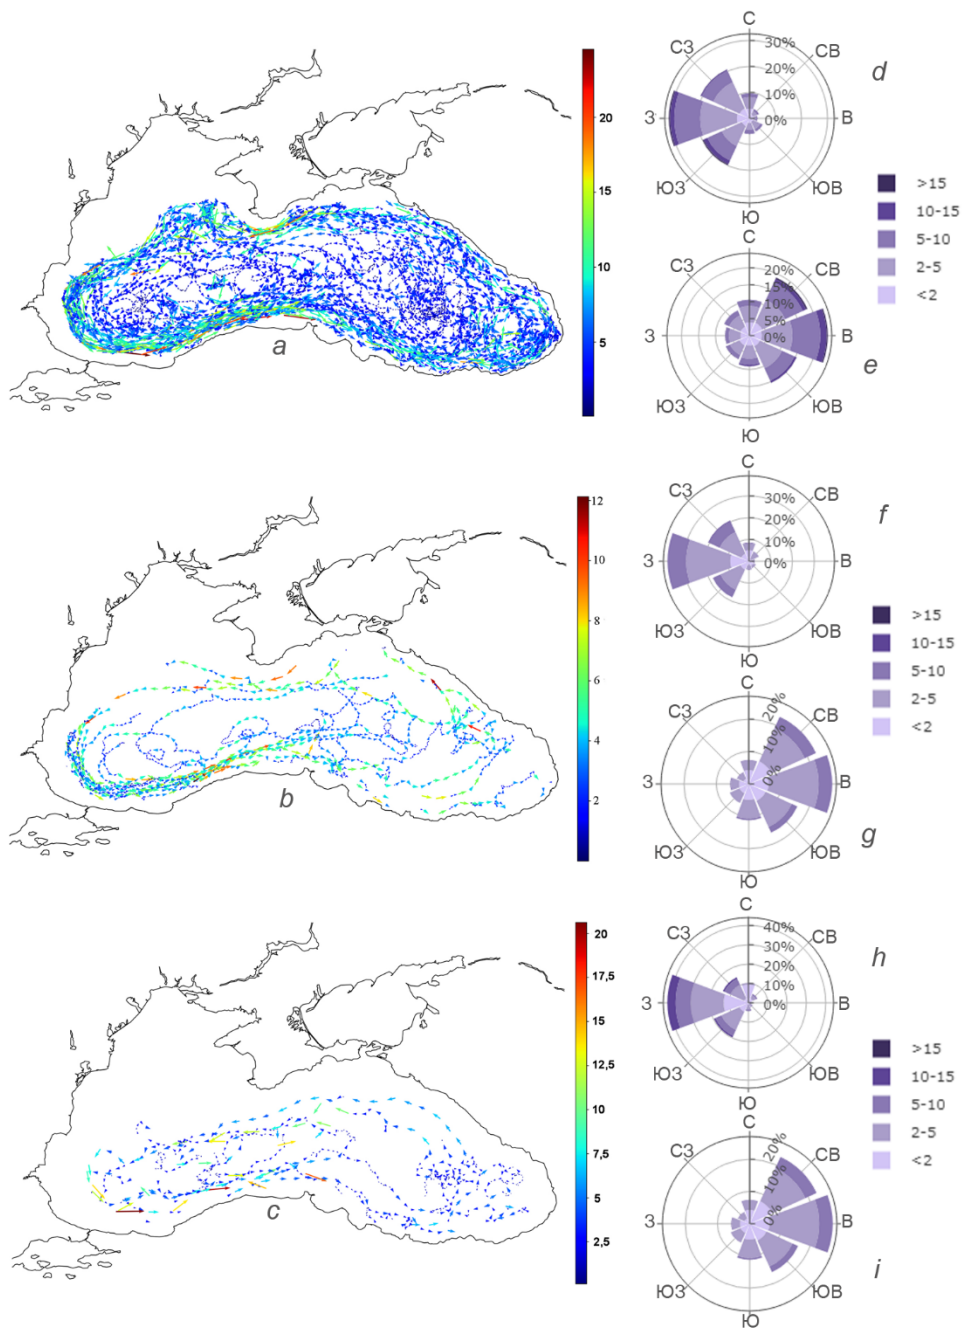 20
15
10
5
a
С
СВ
В
ЮВ
Ю
ЮЗ
З
СЗ
30%
20%
10%
0%
d
>15
10-15
5-10
2-5
<2
С
СВ
В
ЮВ
Ю
ЮЗ
З
СЗ
20%
15%
10%
5%
0%
e
12
10
8
6
4
2
b
С
СВ
В
ЮВ
ЮЗ
З
СЗ
30%
20%
10%
0%
f
>15
10-15
5-10
2-5
<2
С
СВ
В
ЮВ
Ю
ЮЗ
З
СЗ
20%
10%
0%
g
20
17,5
15
12,5
10
7,5
5
2,5
c
С
СВ
В
ЮВ
Ю
ЮЗ
З
СЗ
40%
30%
20%
10%
0%
h
>15
10-15
5-10
2-5
<2
С
СВ
В
ЮВ
Ю
ЮЗ
З
СЗ
20%
10%
0%
i